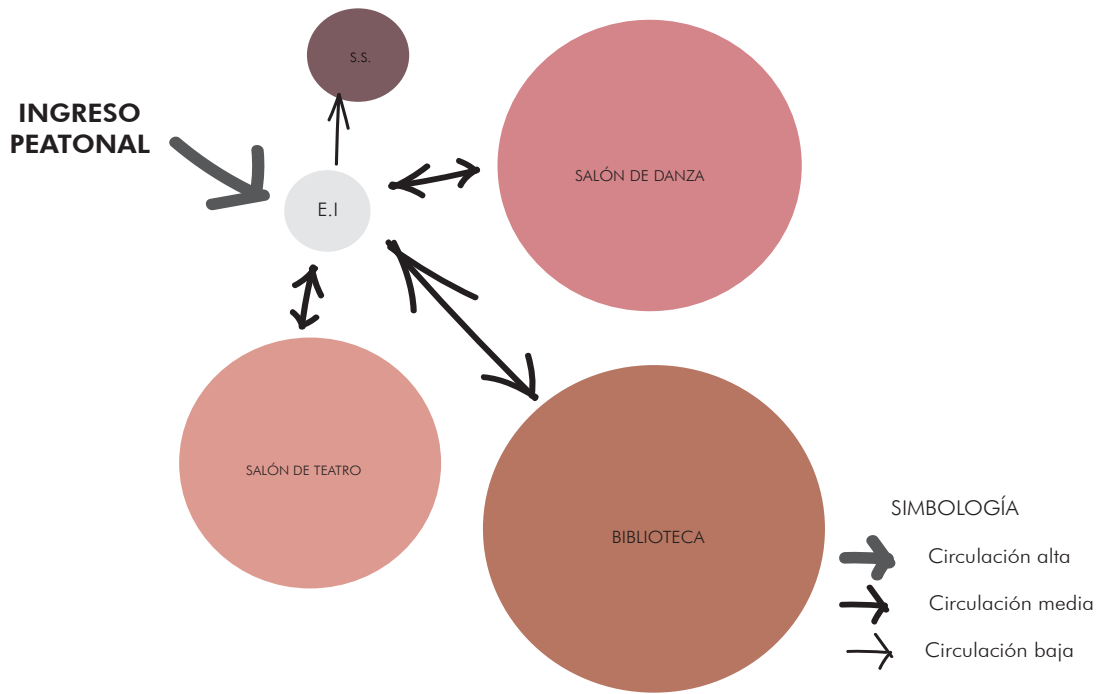 S.S.
INGRESO
PEATONAL
SALÓN DE DANZA
E.I
SALÓN DE TEATRO
BIBLIOTECA
SIMBOLOGÍA
Circulación alta
Circulación media
Circulación baja